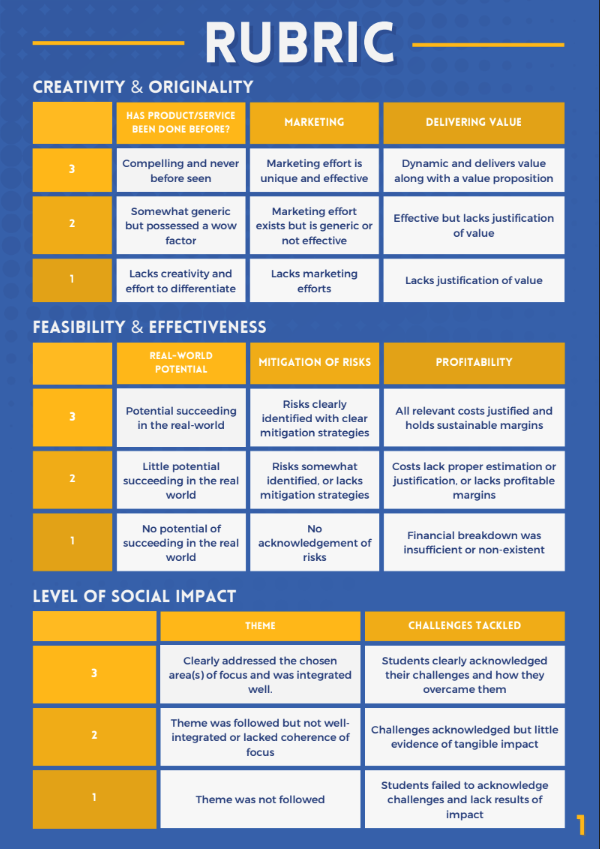 RUBRIC
CREATIVITY & ORIGINALITY
HAS PRODUCT/SERVICE
BEEN DONE BEFORE?
MARKETING
DELIVERING VALUE
3
Compelling and never
before seen
Marketing effort is
unique and effective
Dynamic and delivers value
along with a value proposition
2
Somewhat generic
but possessed a wow
factor
Marketing effort
exists but is generic or
not effective
Effective but lacks justification
of value
1
Lacks creativity and
effort to differentiate
Lacks marketing
efforts
Lacks justification of value
FEASIBILITY & EFFECTIVENESS
REAL-WORLD
POTENTIAL
MITIGATION OF RISKS
PROFITABILITY
3
Potential succeeding
in the real-world
Risks clearly
identified with clear
mitigation strategies
All relevant costs justified and
holds sustainable margins
2
Little potential
succeeding in the real
world
Risks somewhat
identified, or lacks
mitigation strategies
Costs lack proper estimation or
justification, or lacks profitable
margins
1
No potential of
succeeding in the real
world
No
acknowledgement of
risks
Financial breakdown was
insufficient or non-existent
LEVEL OF SOCIAL IMPACT
THEME
CHALLENGES TACKLED
3
Clearly addressed the chosen
area(s) of focus and was integrated
well.
Students clearly acknowledged
their challenges and how they
overcame them
2
Theme was followed but not well-
integrated or lacked coherence of
focus
Challenges acknowledged but little
evidence of tangible impact
1
Theme was not followed
Students failed to acknowledge
challenges and lack results of
impact
1